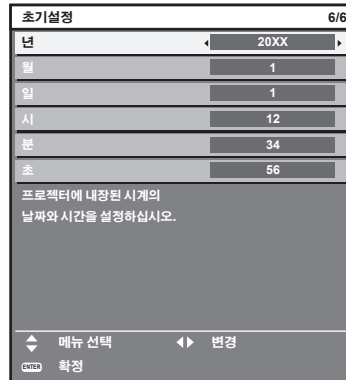 초기설정 6/6
년 20XX
월 1
일 1
시 12
분 34
초 56
프로젝터에 내장된 시계의
날짜와 시간을 설정하십시오.
메뉴 선택 변경
ENTER 확정